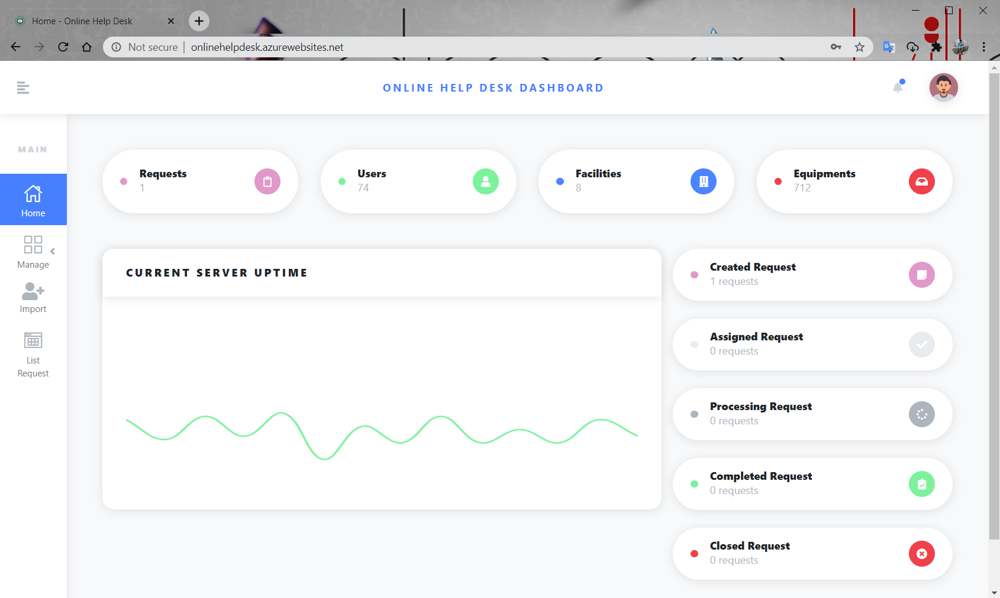 Home - Online Help Desk
Not secure | onlinehelpdesk.azurewebsites.net
ONLINE HELP DESK DASHBOARD
MAIN
Home
Manage
Import
List
Request
Requests
1
Users
74
Facilities
8
Equipments
712
CURRENT SERVER UPTIME
Created Request
1 requests
Assigned Request
0 requests
Processing Request
0 requests
Completed Request
0 requests
Closed Request
0 requests